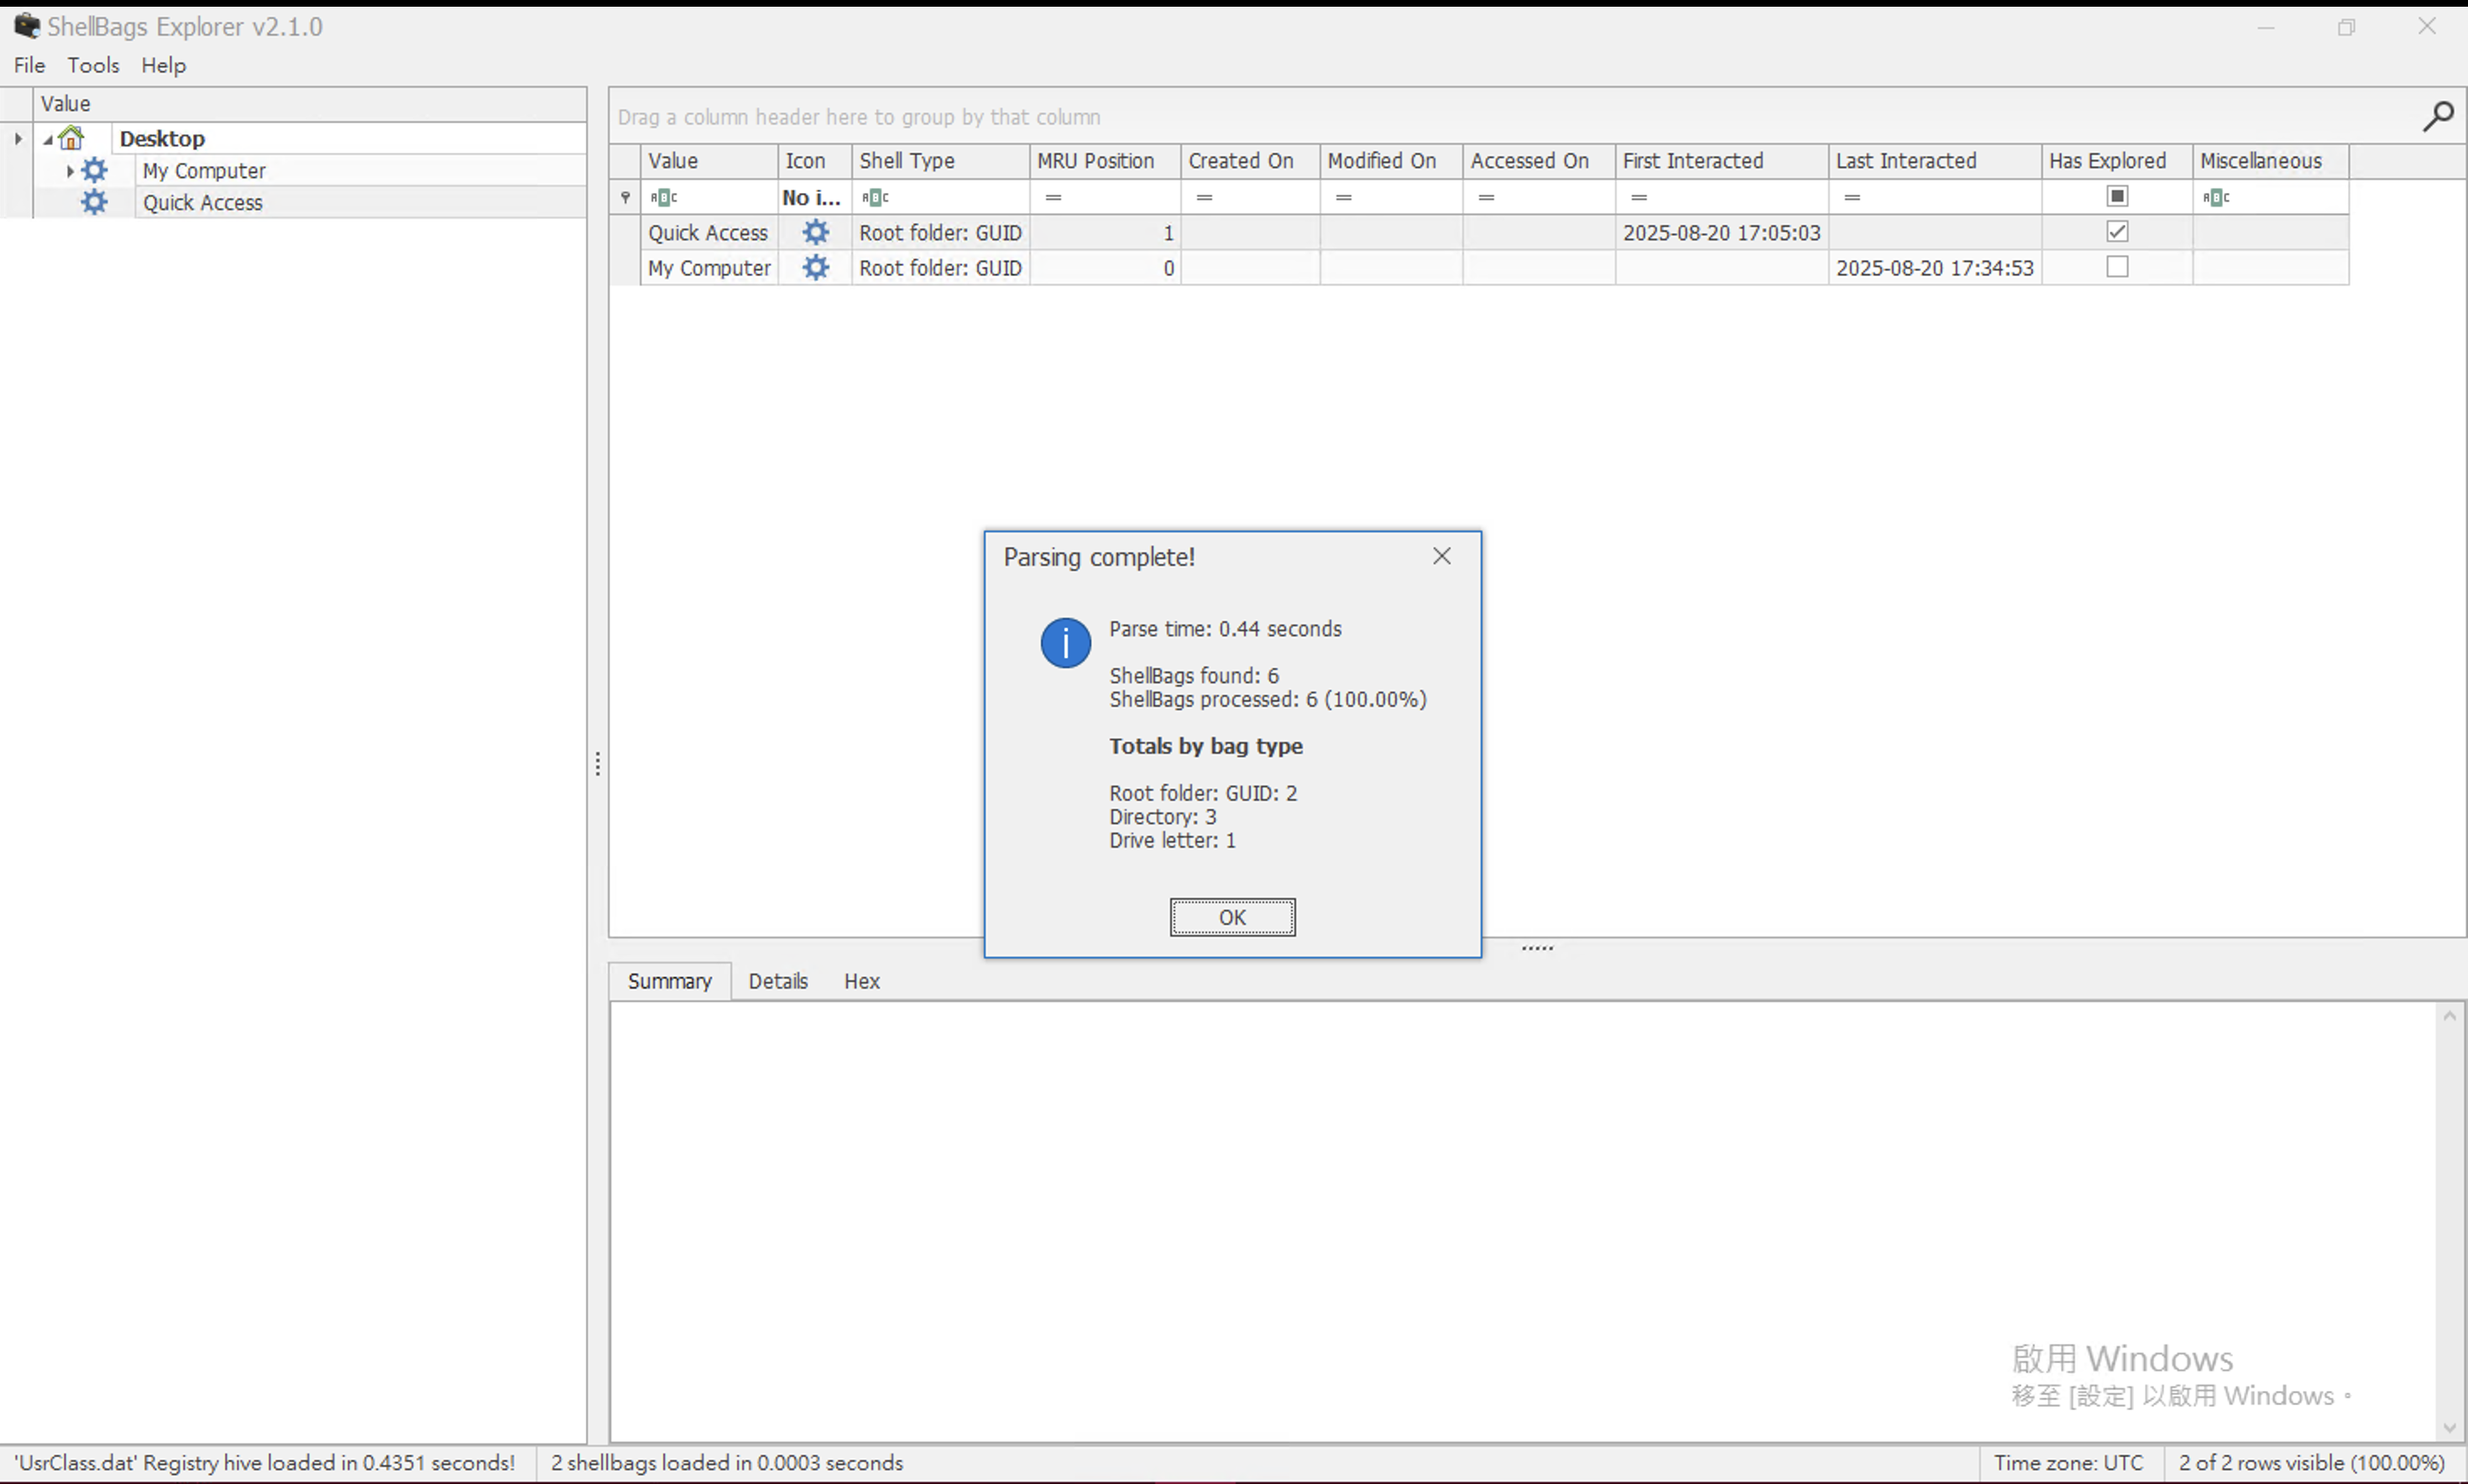 ShellBags Explorer v2.1.0
File Tools Help
Value
Desktop
My Computer
Quick Access
Drag a column header here to group by that column
Value Icon Shell Type MRU Position Created On Modified On Accessed On First Interacted Last Interacted Has Explored Miscellaneous
ABC No i... ABC = = = = = = ABC
Quick Access Root folder: GUID 1 2025-08-20 17:05:03
My Computer Root folder: GUID 0 2025-08-20 17:34:53
Parsing complete!
Parse time: 0.44 seconds
ShellBags found: 6
ShellBags processed: 6 (100.00%)
Totals by bag type
Root folder: GUID: 2
Directory: 3
Drive letter: 1
OK
Summary Details Hex
啟用 Windows
移至 [設定] 以啟用 Windows。
'UsrClass.dat' Registry hive loaded in 0.4351 seconds! 2 shellbags loaded in 0.0003 seconds Time zone: UTC 2 of 2 rows visible (100.00%)